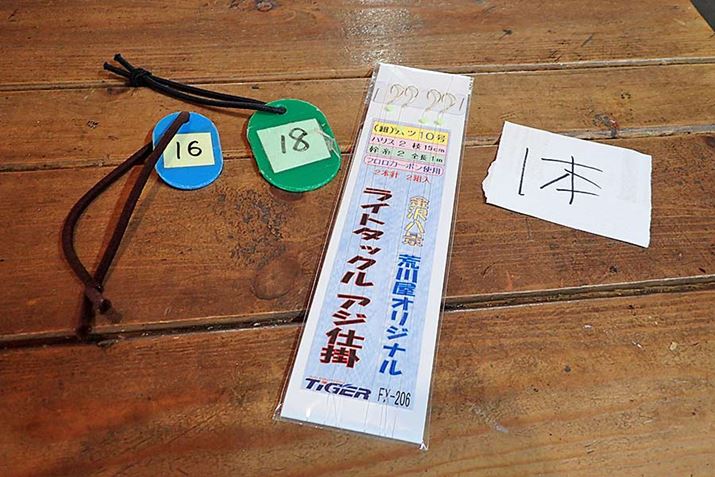 16
18
(細)ムツ10号
ハリス 2 枝15cm
幹糸 2 全長1m
フロロカーボン使用
2本針 2組入
金沢八景
荒川屋オリジナル
ライトタックル アジ仕掛
TiGER FX-206
1本